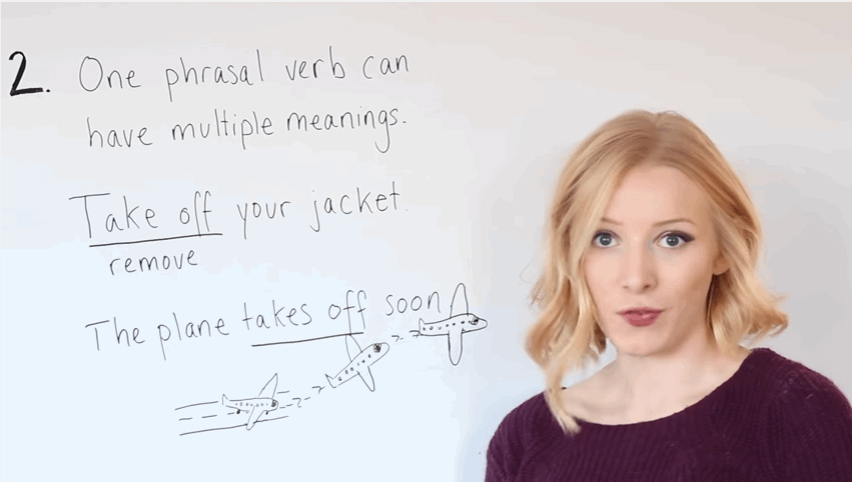 2. One phrasal verb can
have multiple meanings.
Take off your jacket.
remove
The plane takes off soon